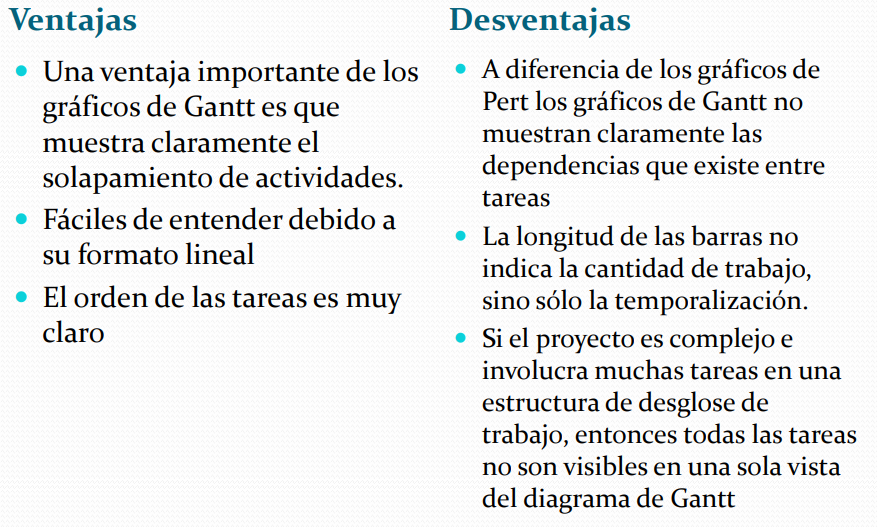 Ventajas
Una ventaja importante de los
gráficos de Gantt es que
muestra claramente el
solapamiento de actividades.
Fáciles de entender debido a
su formato lineal
El orden de las tareas es muy
claro
Desventajas
A diferencia de los gráficos de
Pert los gráficos de Gantt no
muestran claramente las
dependencias que existe entre
tareas
La longitud de las barras no
indica la cantidad de trabajo,
sino sólo la temporalización.
Si el proyecto es complejo e
involucra muchas tareas en una
estructura de desglose de
trabajo, entonces todas las tareas
no son visibles en una sola vista
del diagrama de Gantt